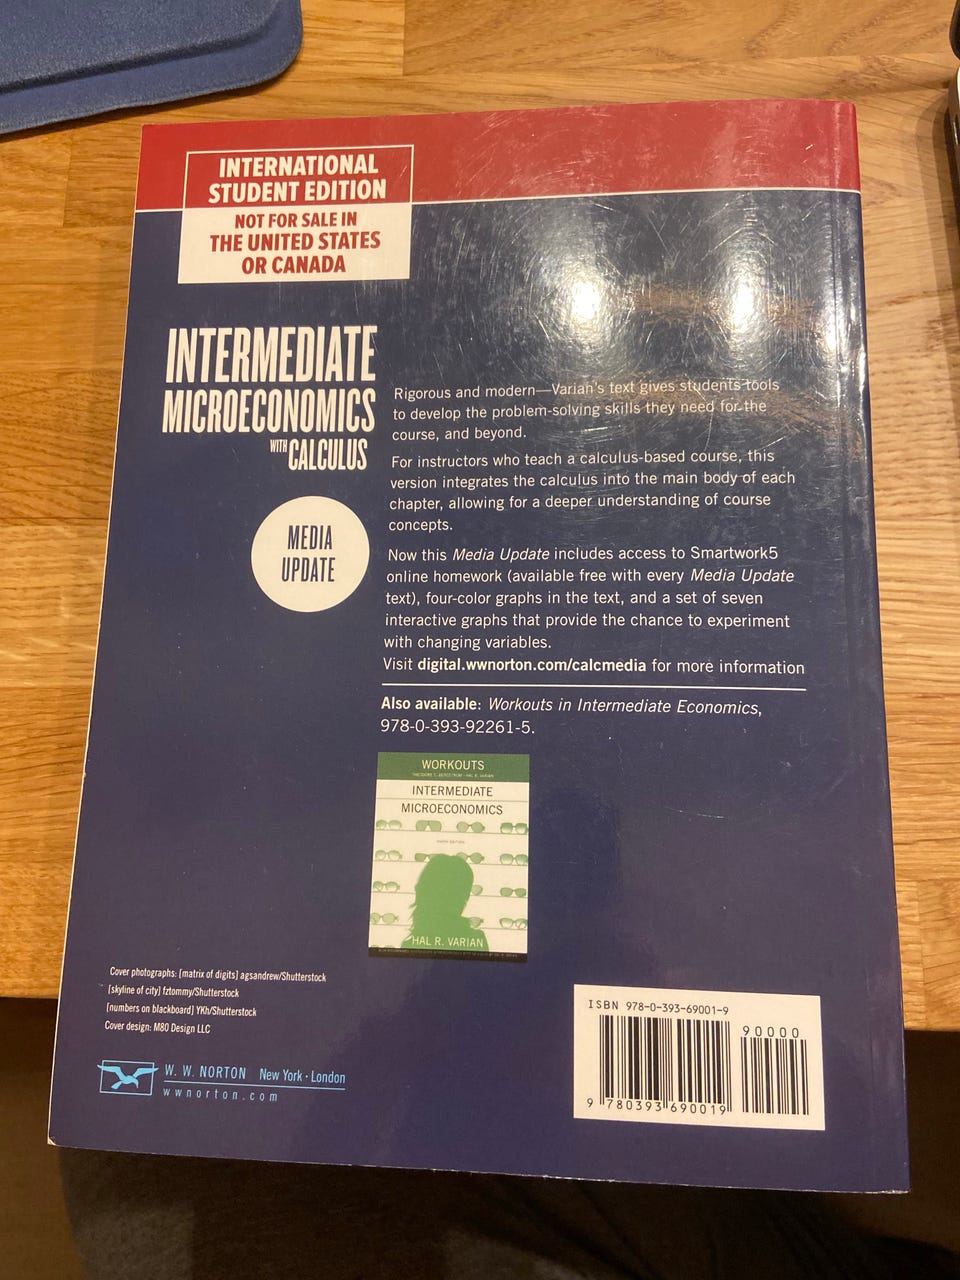 INTERNATIONAL
STUDENT EDITION
NOT FOR SALE IN
THE UNITED STATES
OR CANADA
INTERMEDIATE
MICROECONOMICS
WITH CALCULUS
MEDIA
UPDATE
Rigorous and modern—Varian's text gives students tools
to develop the problem-solving skills they need for the
course, and beyond.
For instructors who teach a calculus-based course, this
version integrates the calculus into the main body of each
chapter, allowing for a deeper understanding of course
concepts.
Now this Media Update includes access to Smartwork5
online homework (available free with every Media Update
text), four-color graphs in the text, and a set of seven
interactive graphs that provide the chance to experiment
with changing variables.
Visit digital.wwnorton.com/calcmedia for more information
Also available: Workouts in Intermediate Economics,
978-0-393-92261-5.
WORKOUTS
THEODORE C. BERGSTROM • HAL R. VARIAN
INTERMEDIATE
MICROECONOMICS
NINTH EDITION
HAL R. VARIAN
Cover photographs: [matrix of digits] agsandrew/Shutterstock
[skyline of city] fztommy/Shutterstock
[numbers on blackboard] YKh/Shutterstock
Cover design: M80 Design LLC
W. W. NORTON New York • London
wwnorton.com
ISBN 978-0-393-69001-9
90000
9 780393 690019